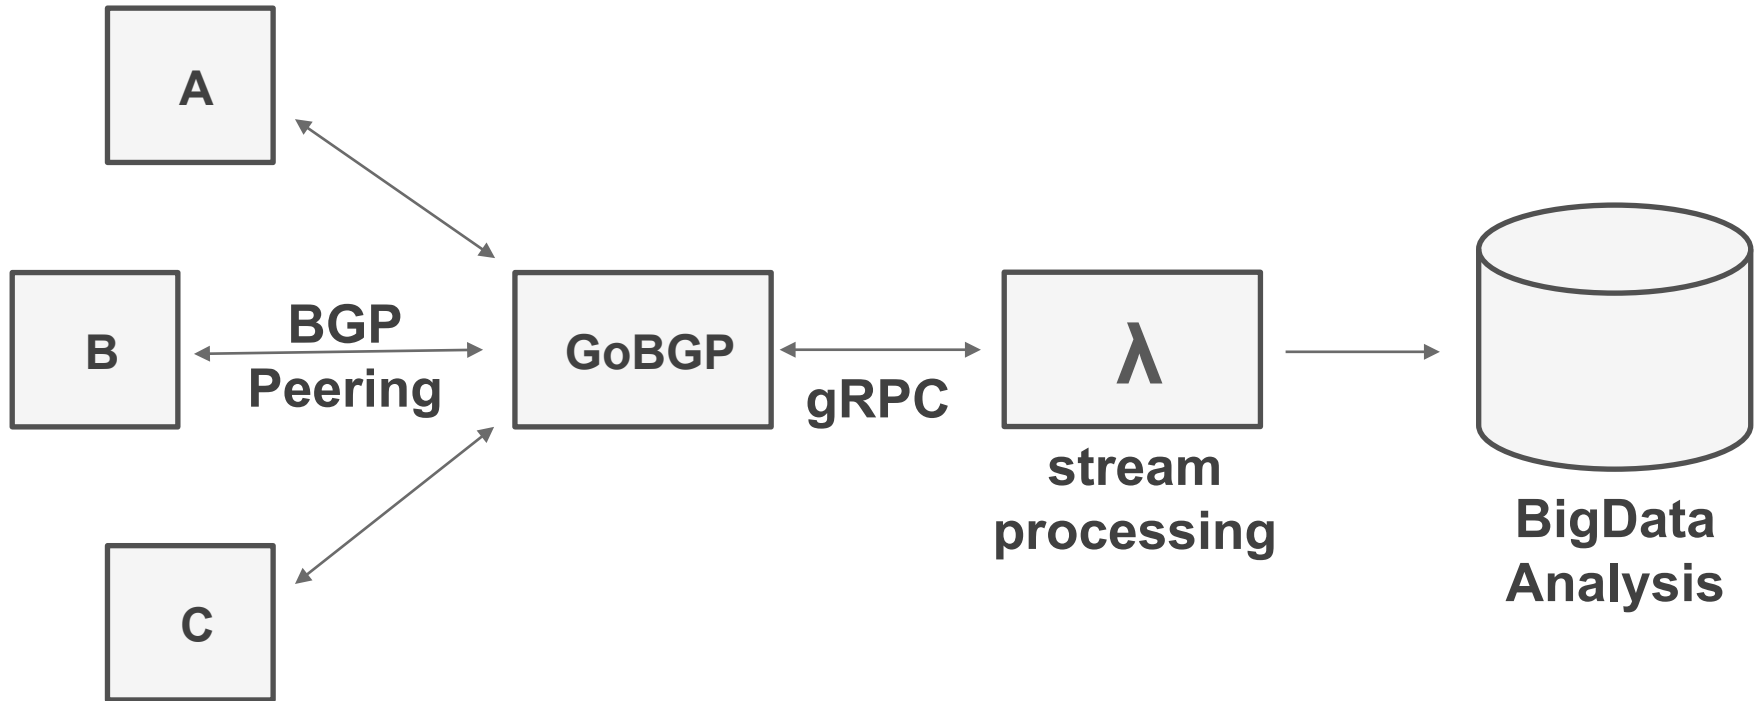 A
B
BGP
Peering
GoBGP
gRPC
λ
stream
processing
BigData
Analysis
C